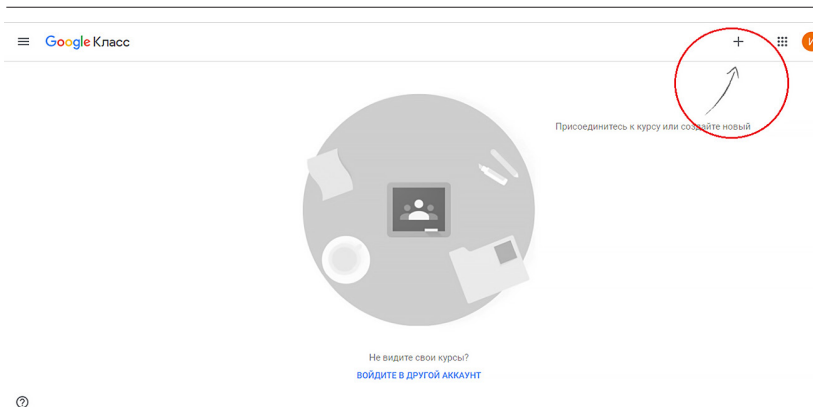 Google Класс
И
Присоединитесь к курсу или создайте новый
Не видите свои курсы?
ВОЙДИТЕ В ДРУГОЙ АККАУНТ